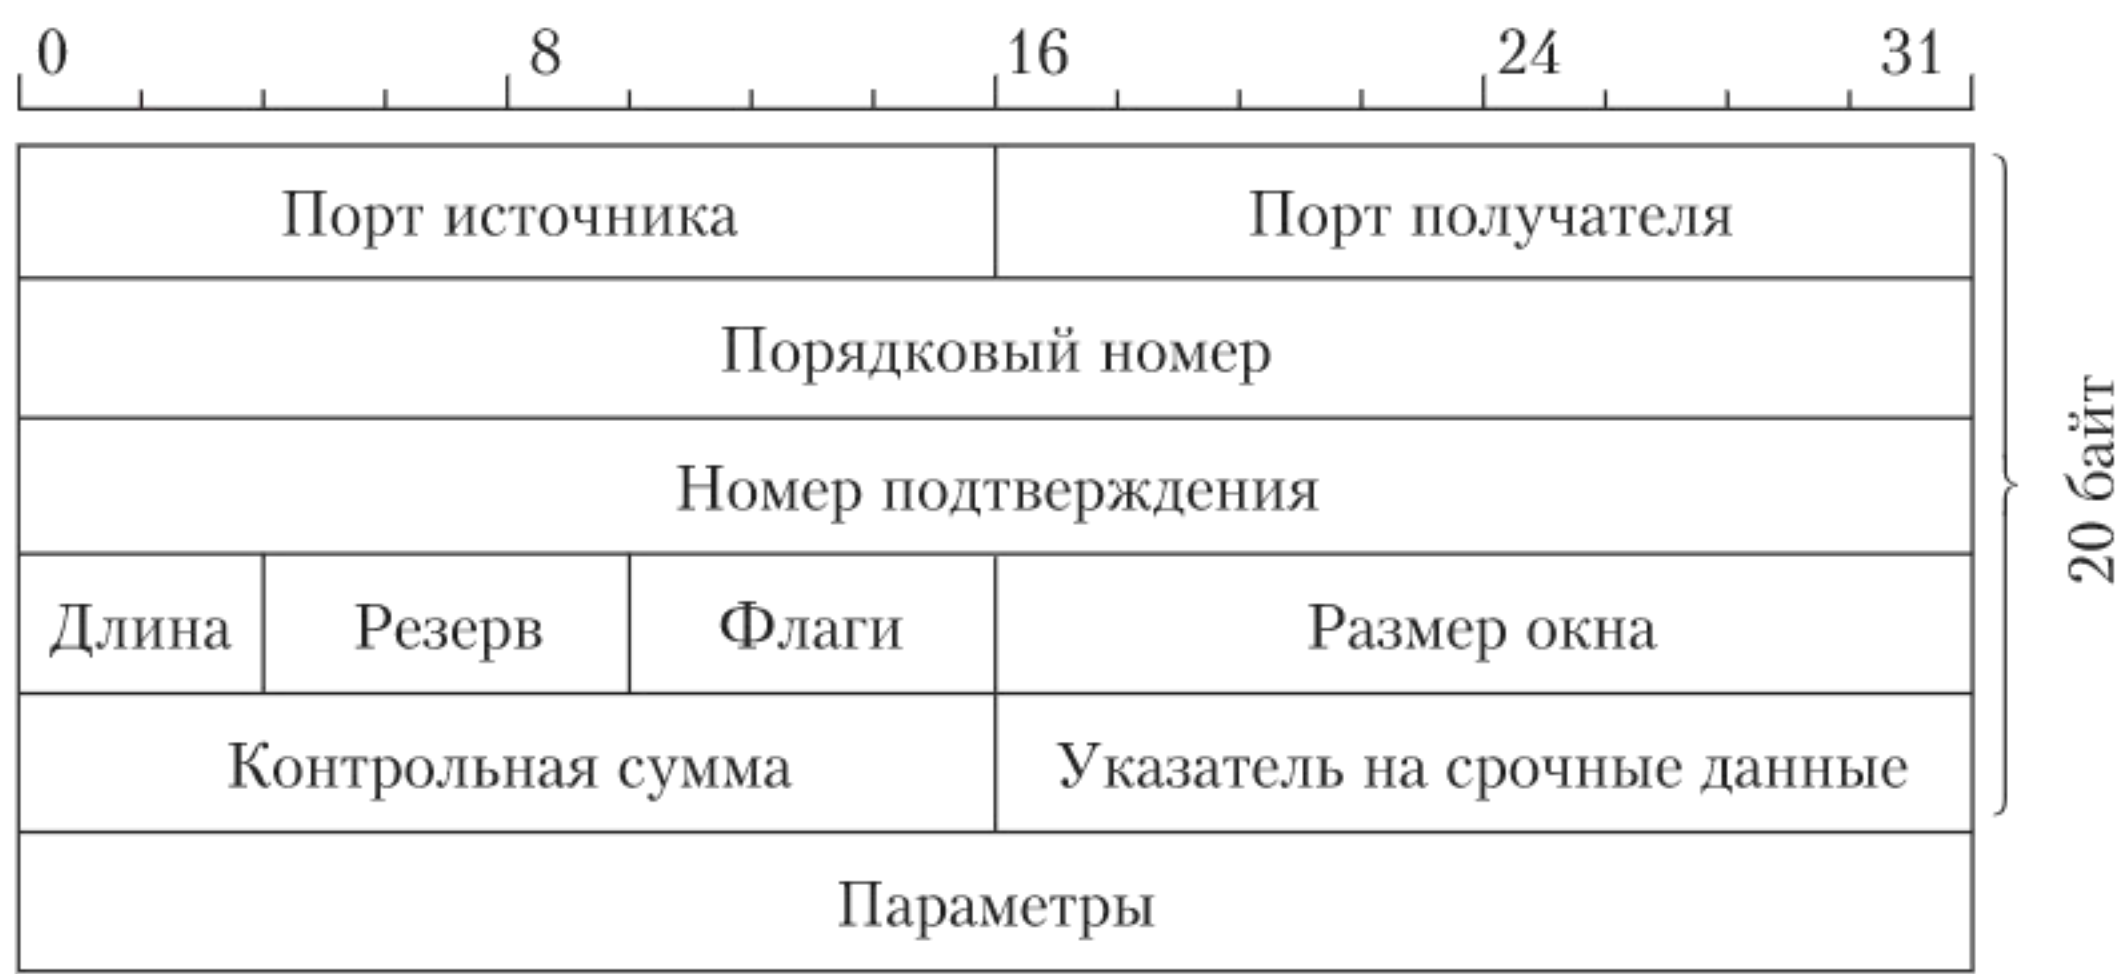 0 8 16 24 31
Порт источника Порт получателя
Порядковый номер
Номер подтверждения
Длина Резерв Флаги Размер окна
Контрольная сумма Указатель на срочные данные
Параметры
20 байт